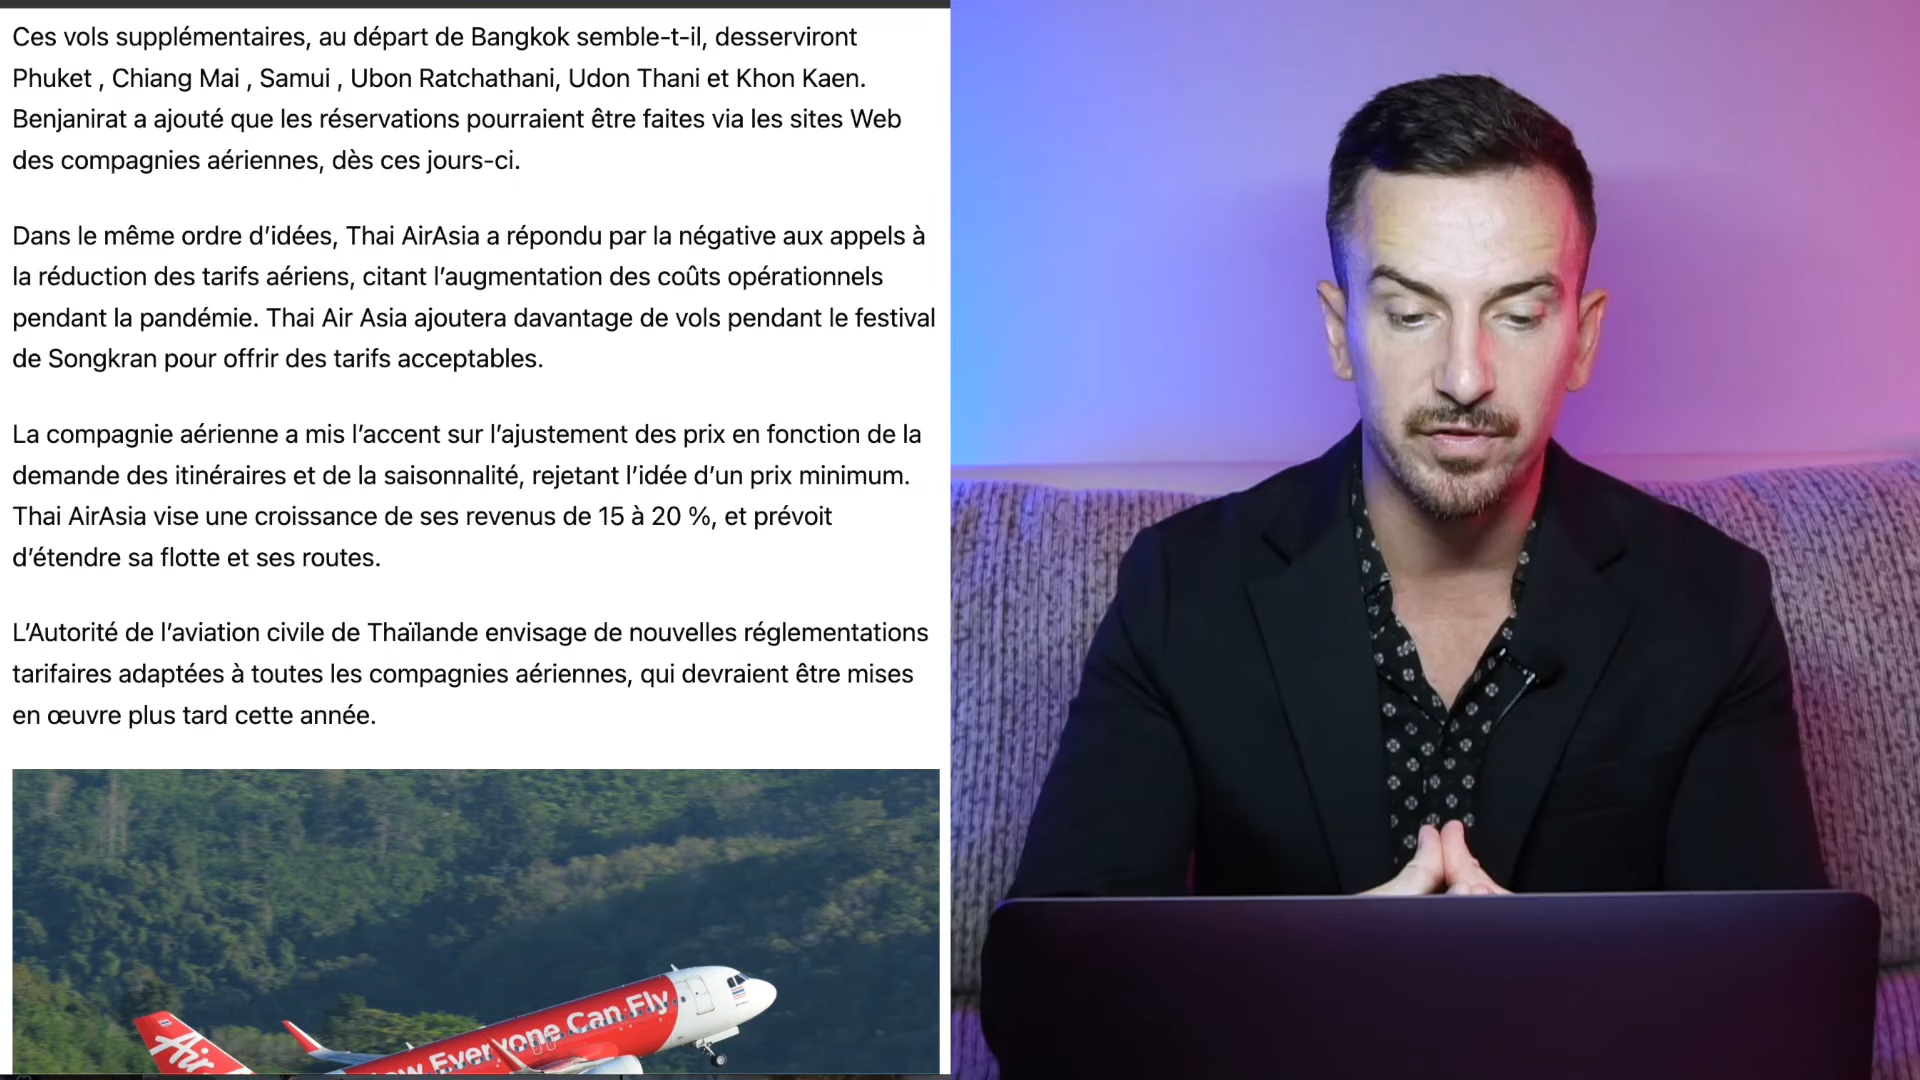 Ces vols supplémentaires, au départ de Bangkok semble-t-il, desserviront
Phuket , Chiang Mai , Samui , Ubon Ratchathani, Udon Thani et Khon Kaen.
Benjanirat a ajouté que les réservations pourraient être faites via les sites Web
des compagnies aériennes, dès ces jours-ci.
Dans le même ordre d’idées, Thai AirAsia a répondu par la négative aux appels à
la réduction des tarifs aériens, citant l’augmentation des coûts opérationnels
pendant la pandémie. Thai Air Asia ajoutera davantage de vols pendant le festival
de Songkran pour offrir des tarifs acceptables.
La compagnie aérienne a mis l’accent sur l’ajustement des prix en fonction de la
demande des itinéraires et de la saisonnalité, rejetant l’idée d’un prix minimum.
Thai AirAsia vise une croissance de ses revenus de 15 à 20 %, et prévoit
d’étendre sa flotte et ses routes.
L’Autorité de l’aviation civile de Thaïlande envisage de nouvelles réglementations
tarifaires adaptées à toutes les compagnies aériennes, qui devraient être mises
en œuvre plus tard cette année.
Everyone Can Fly
Air